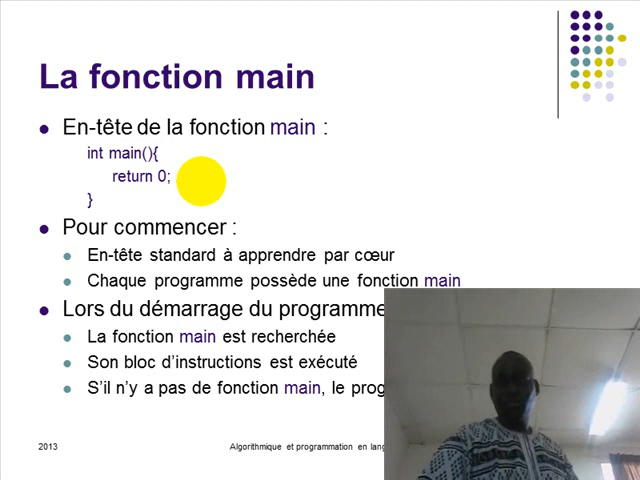 La fonction main
En-tête de la fonction main :
int main(){
return 0;
}
Pour commencer :
En-tête standard à apprendre par cœur
Chaque programme possède une fonction main
Lors du démarrage du programme
La fonction main est recherchée
Son bloc d’instructions est exécuté
S’il n’y a pas de fonction main, le
2013
Algorithmique et programmation en